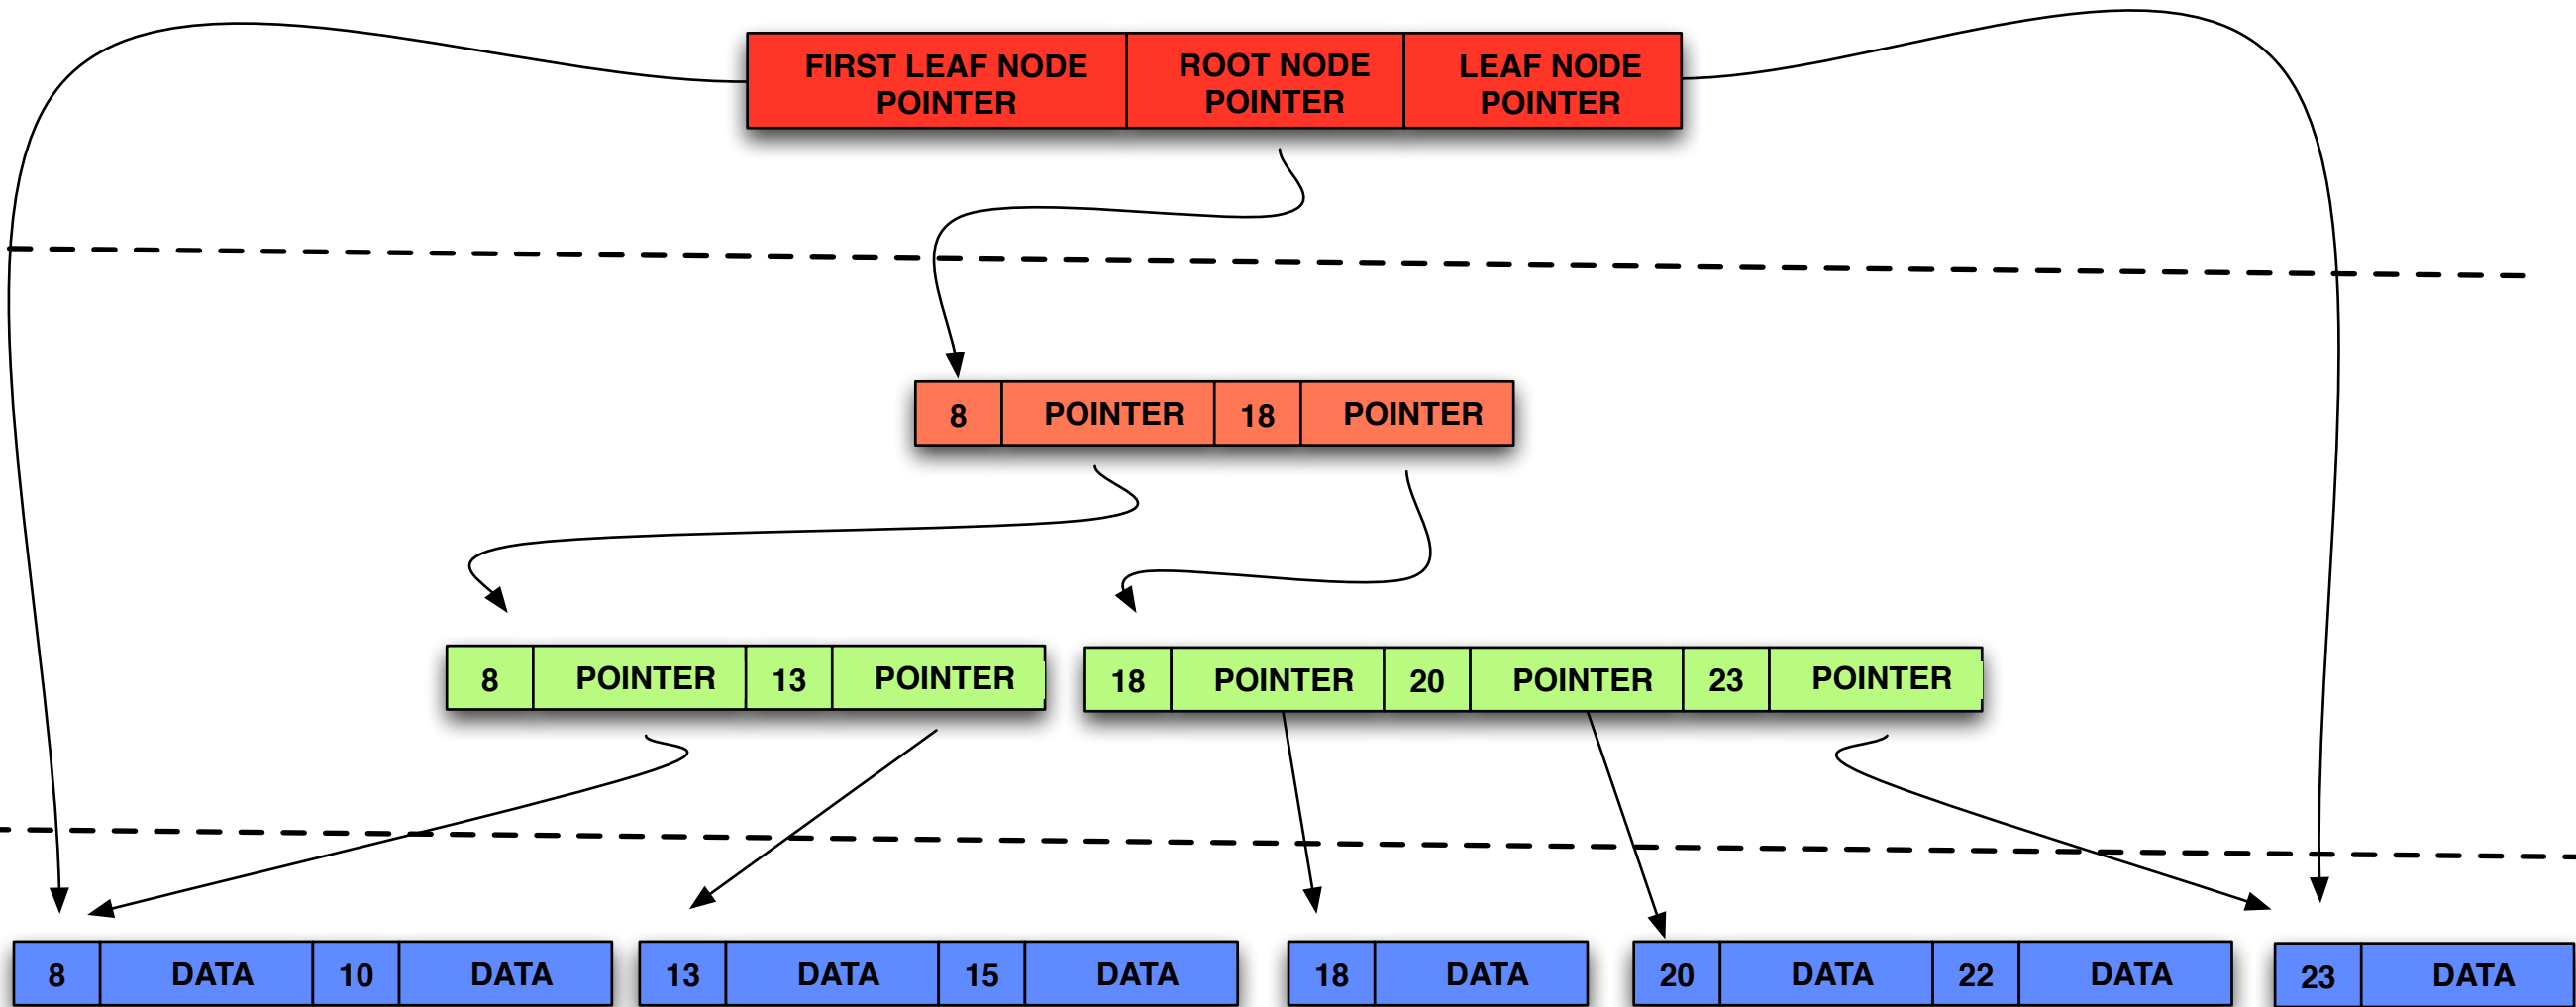 FIRST LEAF NODE
POINTER
ROOT NODE
POINTER
LEAF NODE
POINTER
8 POINTER 18 POINTER
8 POINTER 13 POINTER
18 POINTER 20 POINTER 23 POINTER
8 DATA 10 DATA
13 DATA 15 DATA
18 DATA
20 DATA 22 DATA
23 DATA